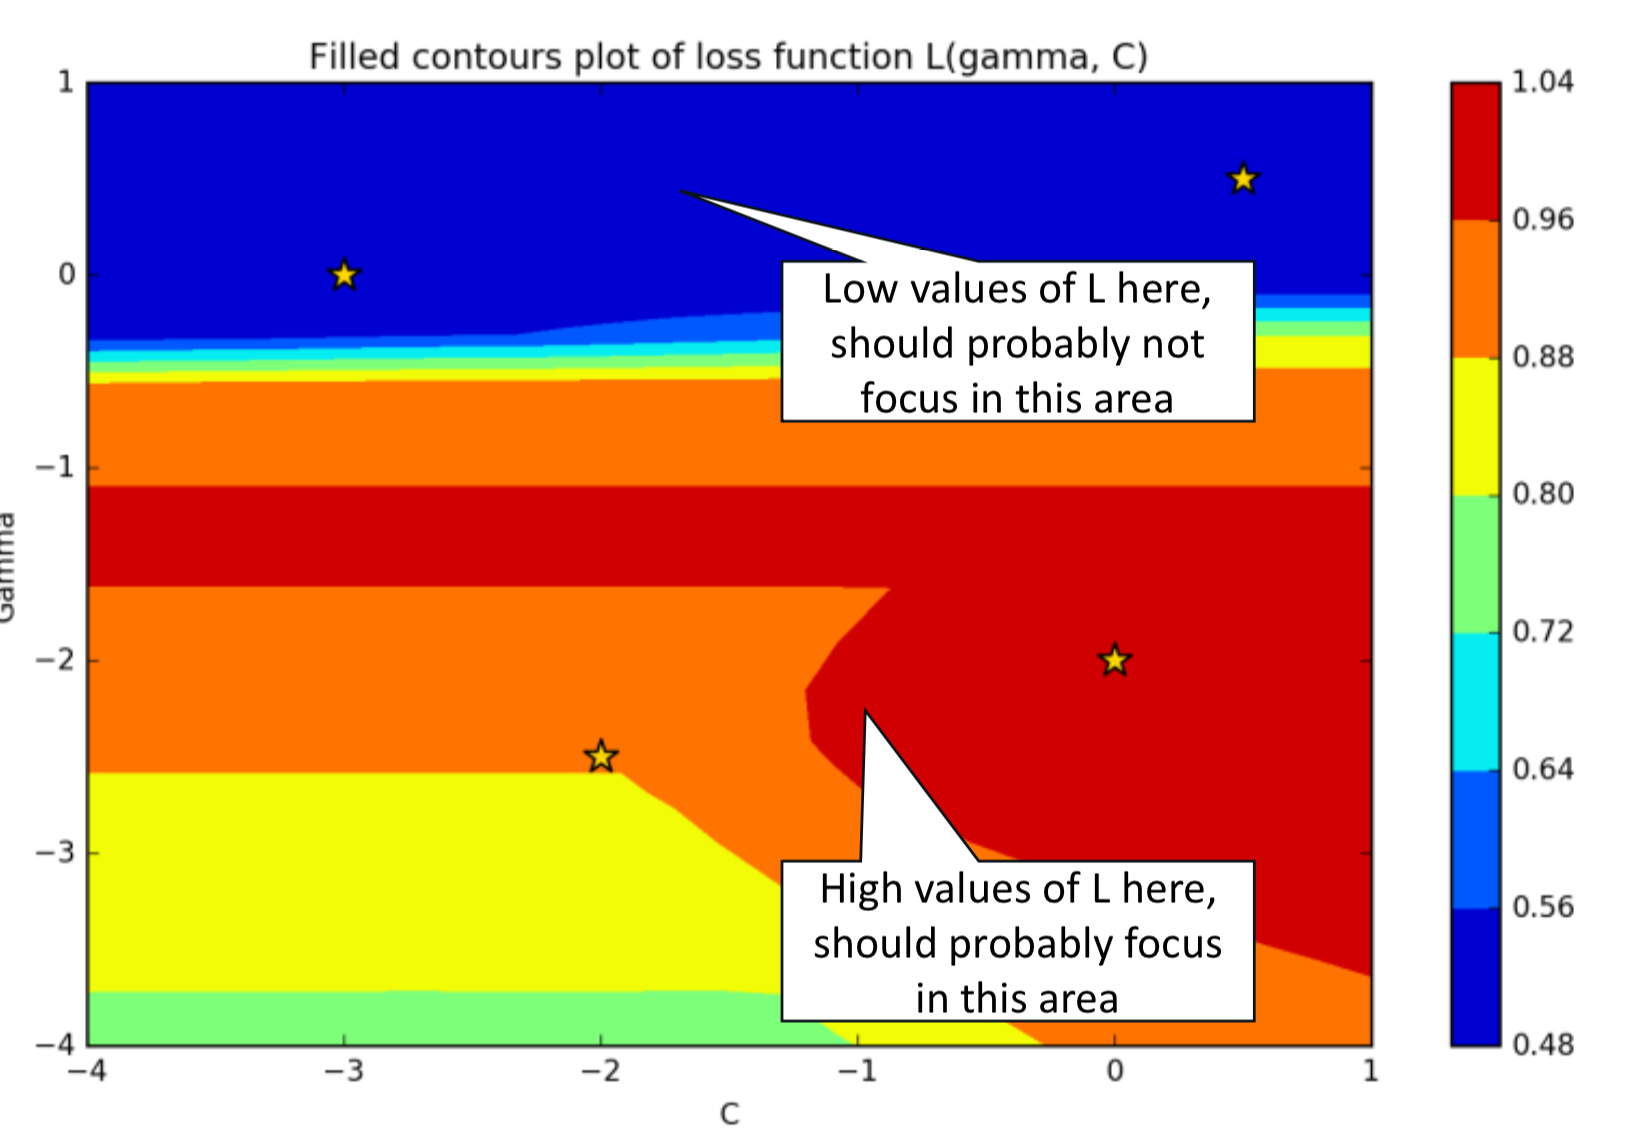 Filled contours plot of loss function L(gamma, C)
1
0
−1
−2
−3
−4
Gamma
−4
−3
−2
−1
0
1
C
Low values of L here,
should probably not
focus in this area
High values of L here,
should probably focus
in this area
1.04
0.96
0.88
0.80
0.72
0.64
0.56
0.48